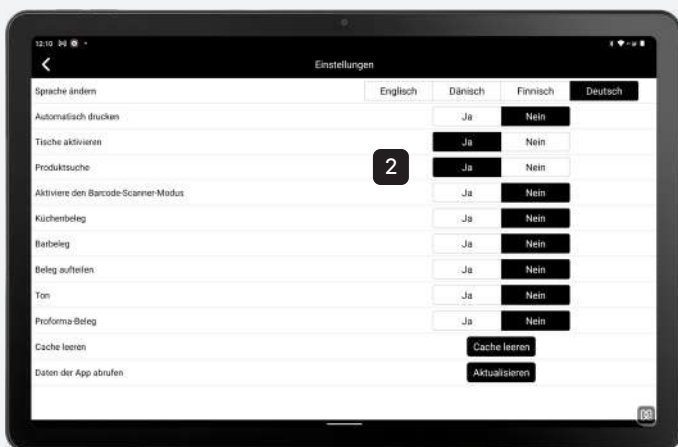 12:10
Einstellungen
Sprache ändern Englisch Dänisch Finnisch Deutsch
Automatisch drucken Ja Nein
Tische aktivieren Ja Nein
Produktsuche 2 Ja Nein
Aktiviere den Barcode-Scanner-Modus Ja Nein
Küchenbeleg Ja Nein
Barbeleg Ja Nein
Beleg aufteilen Ja Nein
Ton Ja Nein
Proforma-Beleg Ja Nein
Cache leeren Cache leeren
Daten der App abrufen Aktualisieren